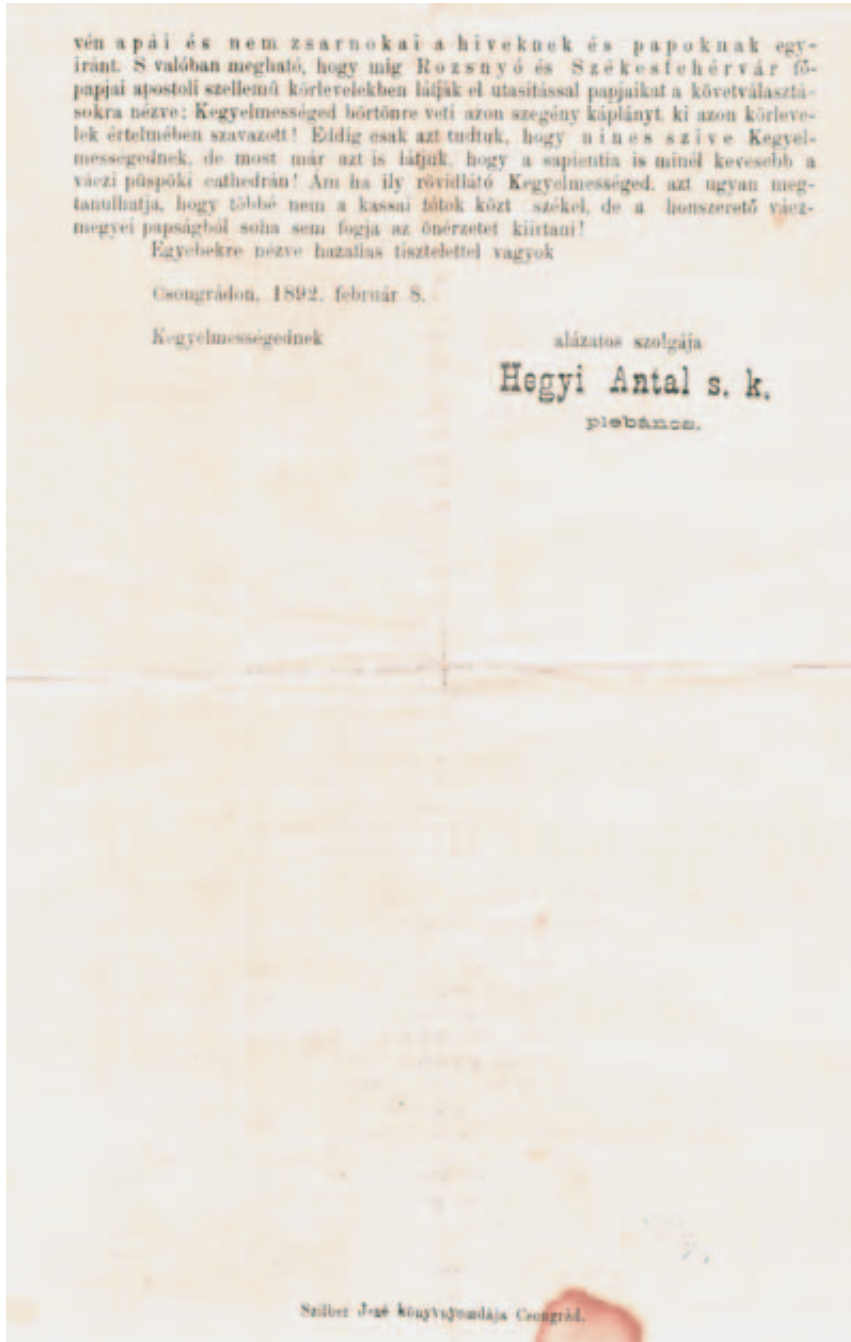 vén apái és nem zsarnokai a hiveknek és papoknak egy-
iránt. S valóban megható, hogy mig Rozsnyó és Székesfehérvár fő-
papjai apostoli szellemü körlevelekben látják el utasitással papjaikat a követválasztá-
sokra nézve; Kegyelmességed börtönre veti azon szegény káplányt, ki azon körleve-
lek értelmében szavazott! Eddig csak azt tudtuk, hogy nincs szive Kegyel-
mességednek, de most már azt is látjuk, hogy a sapientia is minél kevesebb a
váczi püspöki cathedrán! Ám ha ily rövidlátó Kegyelmességed, azt ugyan meg-
tanulhatja, hogy többé nem a kassai tótok közt székel, de a honszerető vácz-
megyei papságból soha sem fogja az önérzetet kiirtani!
Egyebekre nézve hazafias tisztelettel vagyok
Csongrádon, 1892. február 8.
Kegyelmességednek
alázatos szolgája
Hegyi Antal s. k.
plebános.
Szilber Jenő könyvnyomdája Csongrád.